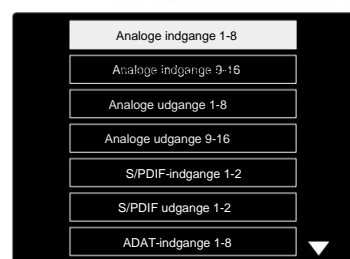 Analoge indgange 1-8
Analoge indgange 9-16
Analoge udgange 1-8
Analoge udgange 9-16
S/PDIF-indgange 1-2
S/PDIF udgange 1-2
ADAT-indgange 1-8